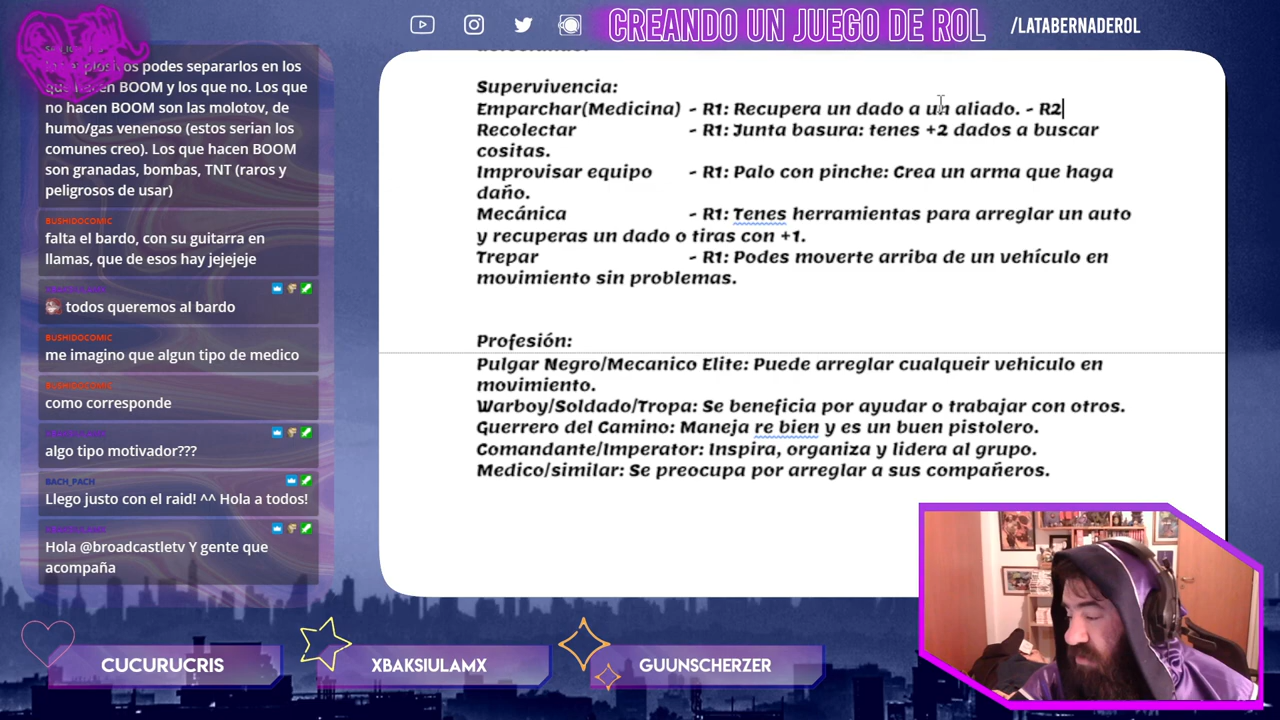 CREANDO UN JUEGO DE ROL
/LATABERNADEROL
los explosivos podes separarlos en los
que hacen BOOM y los que no. Los que
no hacen BOOM son las molotov, de
humo/gas venenoso (estos serian los
comunes creo). Los que hacen BOOM
son granadas, bombas, TNT (raros y
peligrosos de usar)
BUSHIDOCOMIC
falta el bardo, con su guitarra en
llamas, que de esos hay jejejeje
todos queremos al bardo
BUSHIDOCOMIC
me imagino que algun tipo de medico
BUSHIDOCOMIC
como corresponde
algo tipo motivador???
BACH_PACH
Llego justo con el raid! ^^ Hola a todos!
Hola @broadcastletv Y gente que
acompaña
Supervivencia:
Emparchar(Medicina) - R1: Recupera un dado a un aliado. - R2
Recolectar - R1: Junta basura: tenes +2 dados a buscar
cositas.
Improvisar equipo - R1: Palo con pinche: Crea un arma que haga
daño.
Mecánica - R1: Tenes herramientas para arreglar un auto
y recuperas un dado o tiras con +1.
Trepar - R1: Podes moverte arriba de un vehículo en
movimiento sin problemas.
Profesión:
Pulgar Negro/Mecanico Elite: Puede arreglar cualqueir vehiculo en
movimiento.
Warboy/Soldado/Tropa: Se beneficia por ayudar o trabajar con otros.
Guerrero del Camino: Maneja re bien y es un buen pistolero.
Comandante/Imperator: Inspira, organiza y lidera al grupo.
Medico/similar: Se preocupa por arreglar a sus compañeros.
CUCURUCRIS
XBAKSIULAMX
GUUNSCHERZER